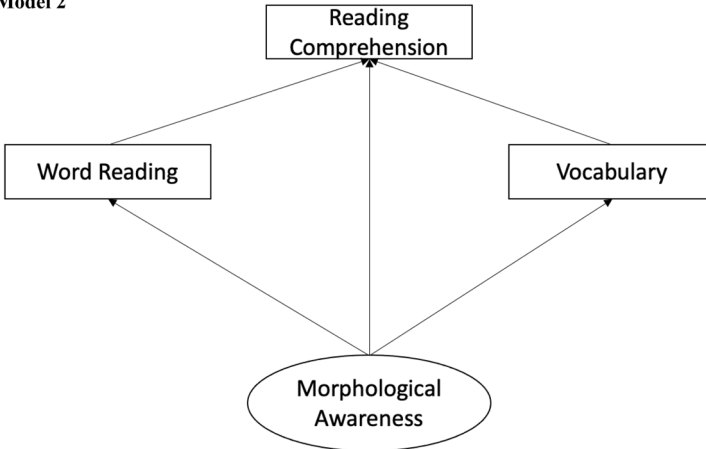 Model 2
Reading
Comprehension
Word Reading
Vocabulary
Morphological
Awareness